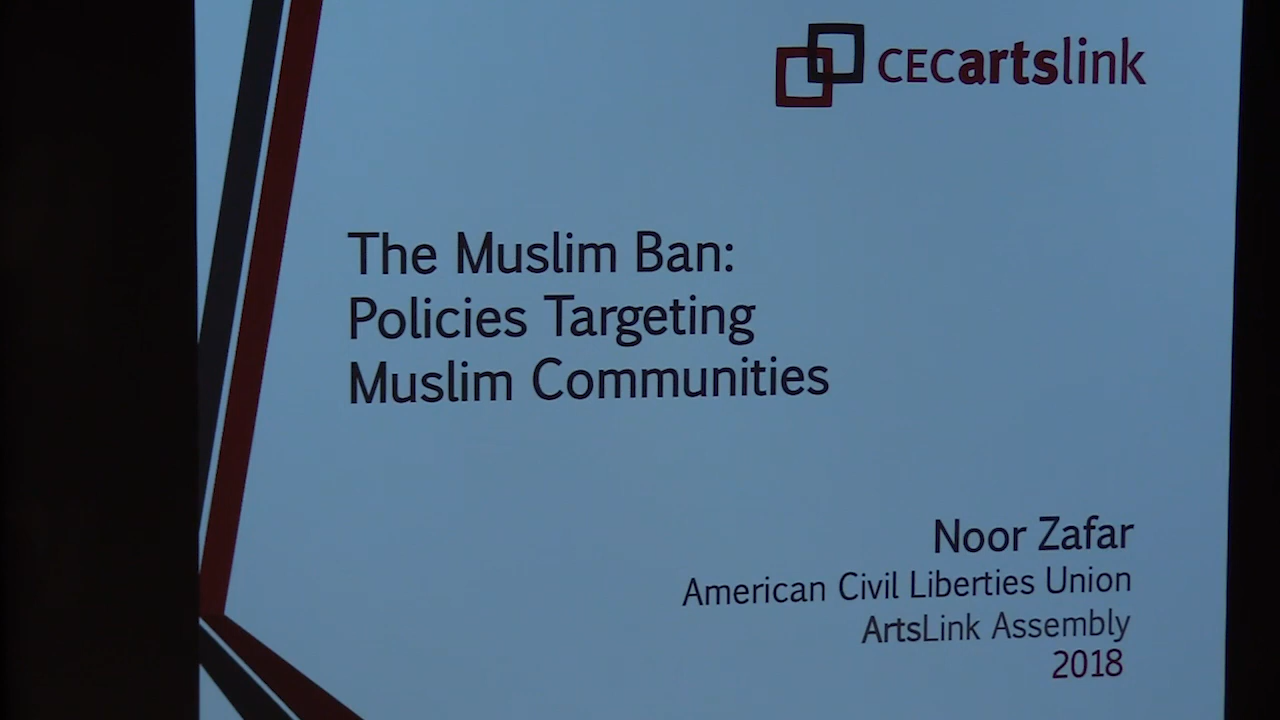 CECartslink
The Muslim Ban:
Policies Targeting
Muslim Communities
Noor Zafar
American Civil Liberties Union
ArtsLink Assembly
2018